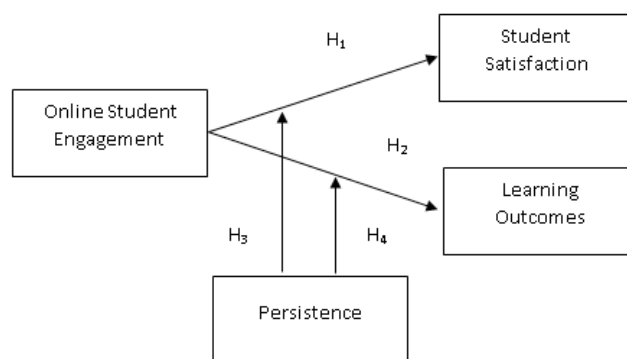 H₁
Student
Satisfaction
Online Student
Engagement
H₂
Learning
Outcomes
H₃
H₄
Persistence